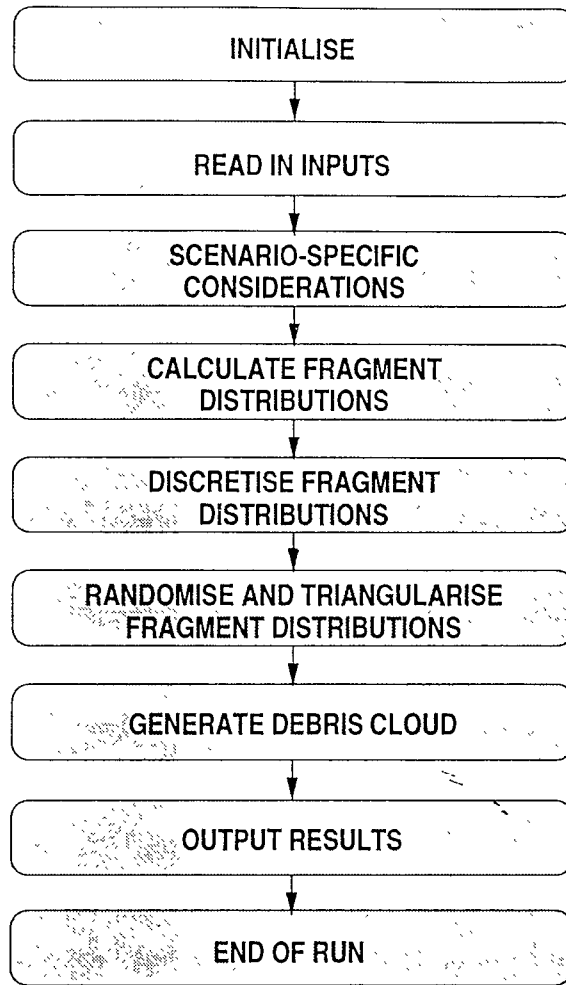 INITIALISE
READ IN INPUTS
SCENARIO-SPECIFIC
CONSIDERATIONS
CALCULATE FRAGMENT
DISTRIBUTIONS
DISCRETISE FRAGMENT
DISTRIBUTIONS
RANDOMISE AND TRIANGULARISE
FRAGMENT DISTRIBUTIONS
GENERATE DEBRIS CLOUD
OUTPUT RESULTS
END OF RUN